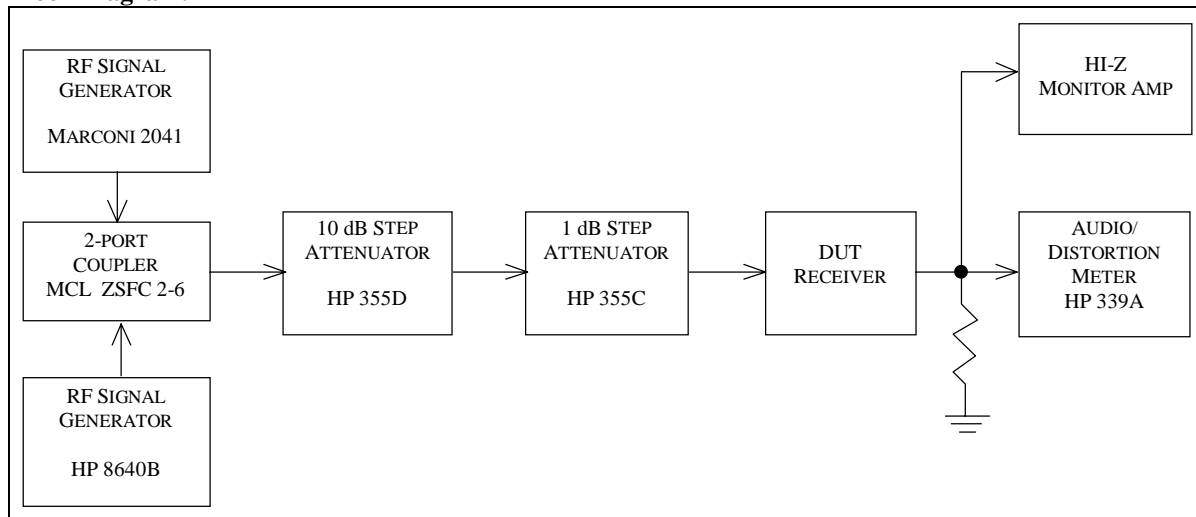 RF SIGNAL
GENERATOR
MARCONI 2041
2-PORT
COUPLER
MCL ZSFC 2-6
RF SIGNAL
GENERATOR
HP 8640B
10 dB STEP
ATTENUATOR
HP 355D
1 dB STEP
ATTENUATOR
HP 355C
DUT
RECEIVER
HI-Z
MONITOR AMP
AUDIO/
DISTORTION
METER
HP 339A